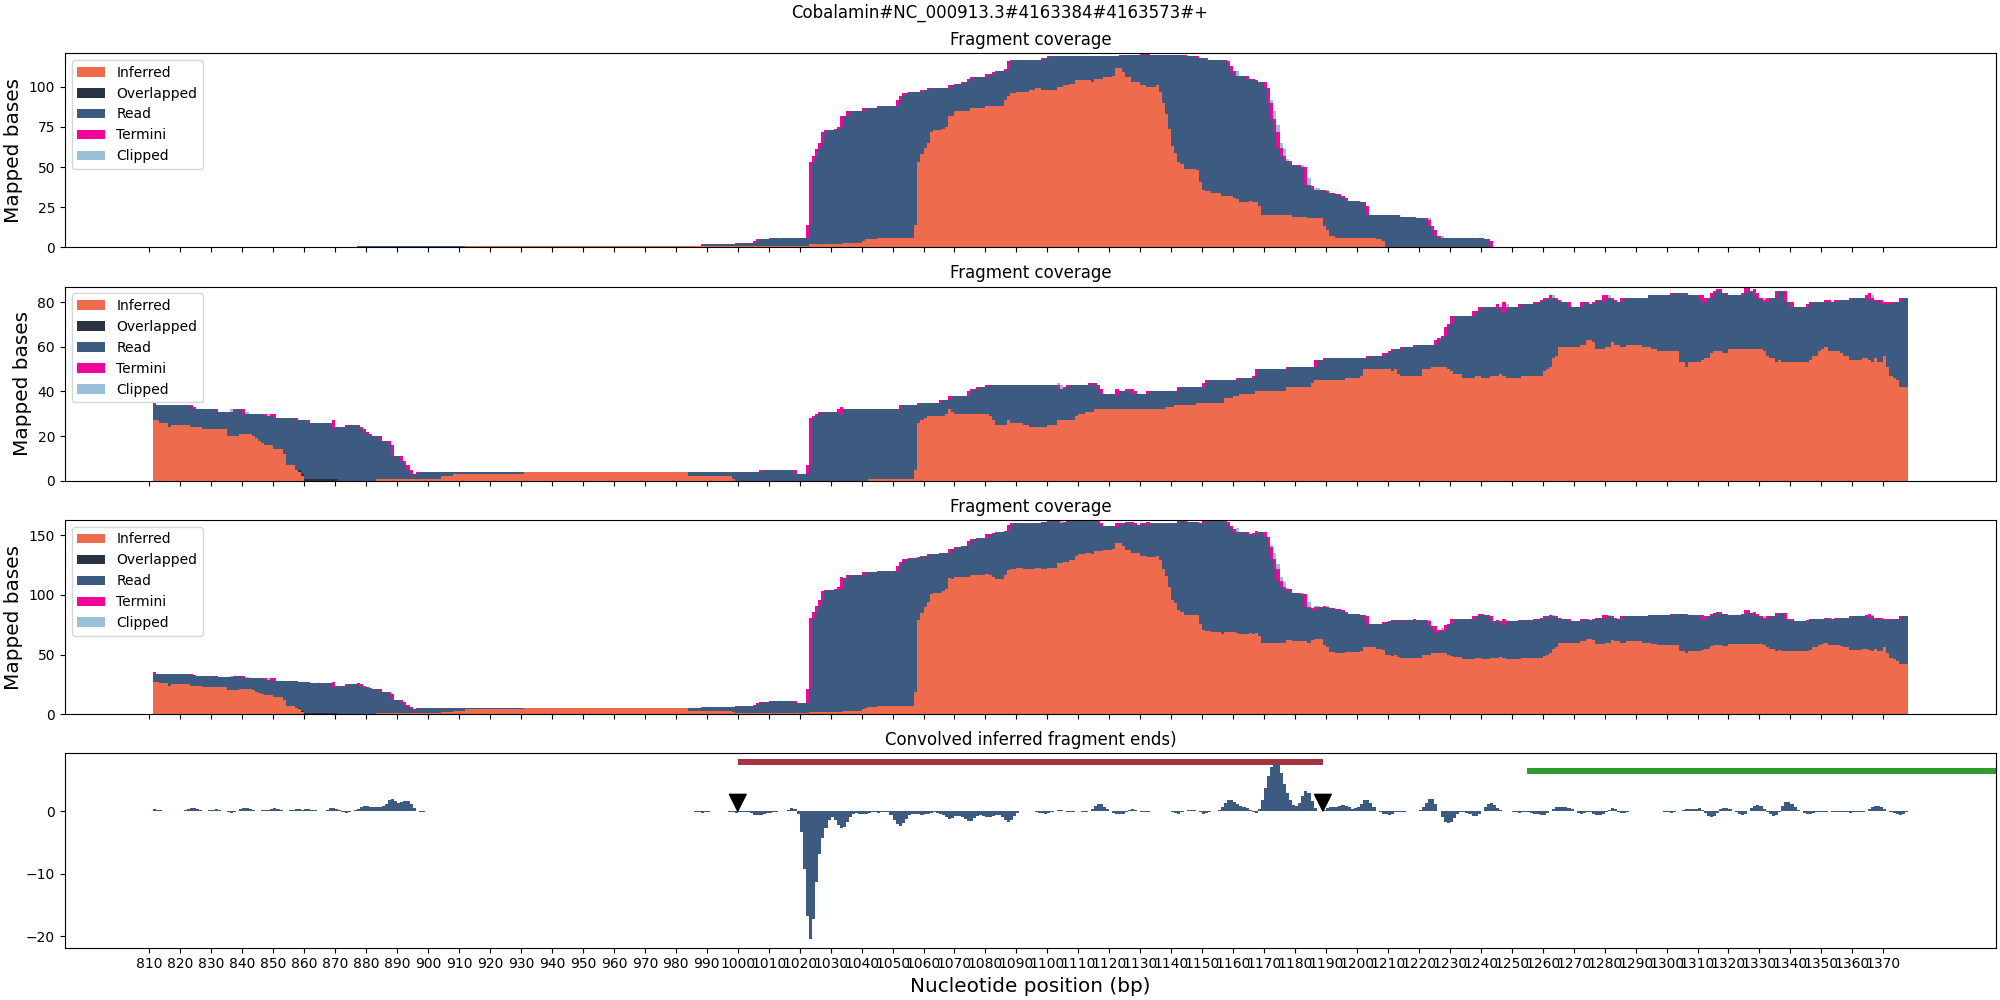 Cobalamin#NC_000913.3#4163384#4163573#+
Fragment coverage
Mapped bases
100
75
50
25
0
Inferred
Overlapped
Read
Termini
Clipped
Fragment coverage
Mapped bases
80
60
40
20
0
Inferred
Overlapped
Read
Termini
Clipped
Fragment coverage
Mapped bases
150
100
50
0
Inferred
Overlapped
Read
Termini
Clipped
Convolved inferred fragment ends)
0
−10
−20
810 820 830 840 850 860 870 880 890 900 910 920 930 940 950 960 970 980 990 1000 1010 1020 1030 1040 1050 1060 1070 1080 1090 1100 1110 1120 1130 1140 1150 1160 1170 1180 1190 1200 1210 1220 1230 1240 1250 1260 1270 1280 1290 1300 1310 1320 1330 1340 1350 1360 1370
Nucleotide position (bp)